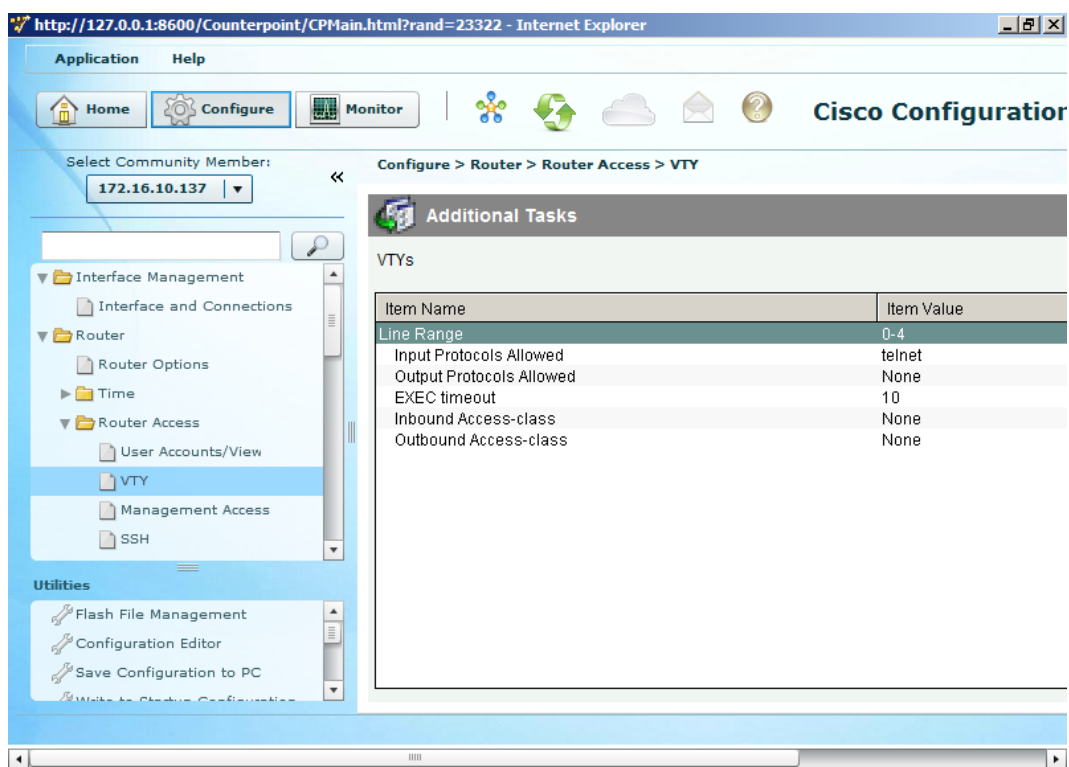 http://127.0.0.1:8600/Counterpoint/CPMain.html?rand=23322 - Internet Explorer
Application Help
Home Configure Monitor Cisco Configuration
Select Community Member:
172.16.10.137
Configure > Router > Router Access > VTY
Additional Tasks
VTYs
Interface Management
Interface and Connections
Router
Router Options
Time
Router Access
User Accounts/View
VTY
Management Access
SSH
Utilities
Flash File Management
Configuration Editor
Save Configuration to PC
Write to Startup Configuration
Item Name Item Value
Line Range 0-4
Input Protocols Allowed telnet
Output Protocols Allowed None
EXEC timeout 10
Inbound Access-class None
Outbound Access-class None